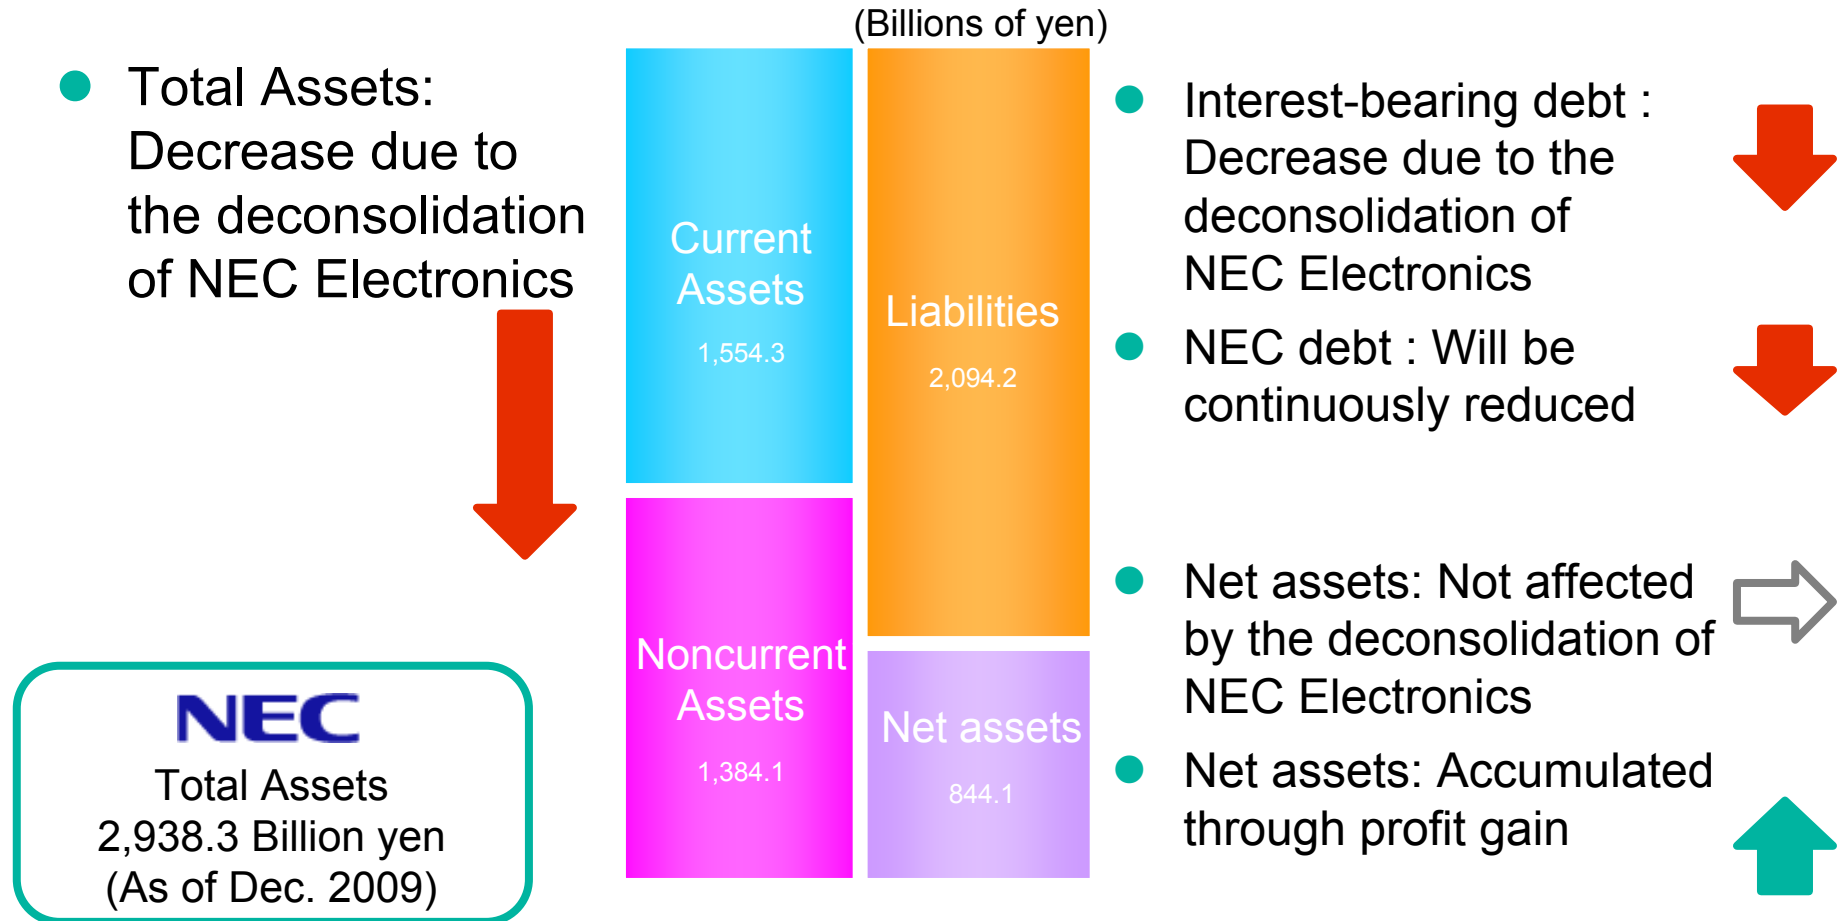 (Billions of yen)
Total Assets:
Decrease due to
the deconsolidation
of NEC Electronics
Current
Assets
1,554.3
Noncurrent
Assets
1,384.1
Liabilities
2,094.2
Net assets
844.1
Interest-bearing debt :
Decrease due to the
deconsolidation of
NEC Electronics
NEC debt : Will be
continuously reduced
Net assets: Not affected
by the deconsolidation of
NEC Electronics
Net assets: Accumulated
through profit gain
NEC
Total Assets
2,938.3 Billion yen
(As of Dec. 2009)